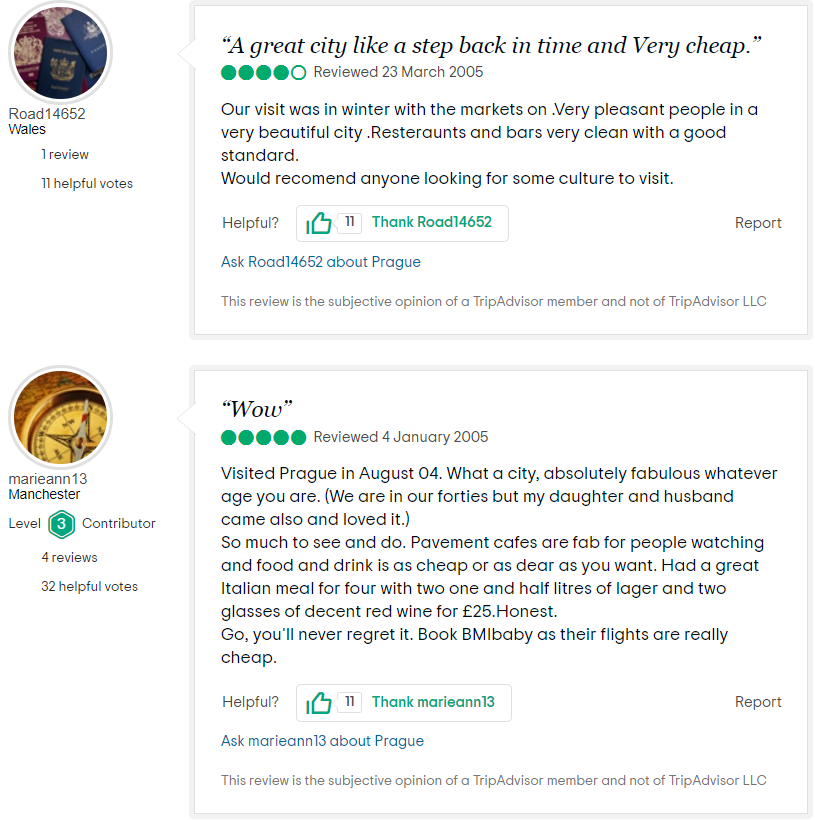 “A great city like a step back in time and Very cheap.”
Reviewed 23 March 2005
Road14652
Wales
1 review
11 helpful votes
Our visit was in winter with the markets on .Very pleasant people in a
very beautiful city .Resteraunts and bars very clean with a good
standard.
Would recomend anyone looking for some culture to visit.
Helpful? 11 Thank Road14652 Report
Ask Road14652 about Prague
This review is the subjective opinion of a TripAdvisor member and not of TripAdvisor LLC
“Wow”
Reviewed 4 January 2005
marieann13
Manchester
Level 3 Contributor
4 reviews
32 helpful votes
Visited Prague in August 04. What a city, absolutely fabulous whatever
age you are. (We are in our forties but my daughter and husband
came also and loved it.)
So much to see and do. Pavement cafes are fab for people watching
and food and drink is as cheap or as dear as you want. Had a great
Italian meal for four with two one and half litres of lager and two
glasses of decent red wine for £25.Honest.
Go, you'll never regret it. Book BMIbaby as their flights are really
cheap.
Helpful? 11 Thank marieann13 Report
Ask marieann13 about Prague
This review is the subjective opinion of a TripAdvisor member and not of TripAdvisor LLC